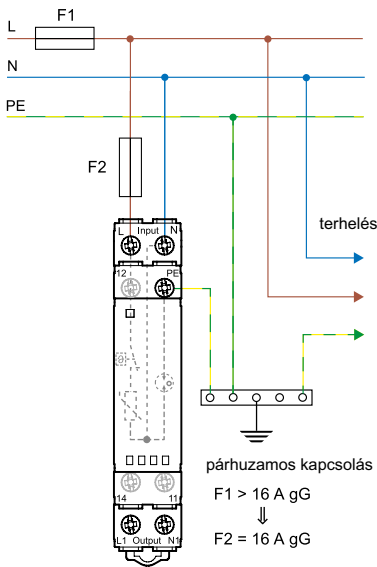 F1
L
N
PE
F2
terhelés
L Input N
12 PE
párhuzamos kapcsolás
F1 > 16 A gG
⇓
F2 = 16 A gG
14 11
L1 Output N1